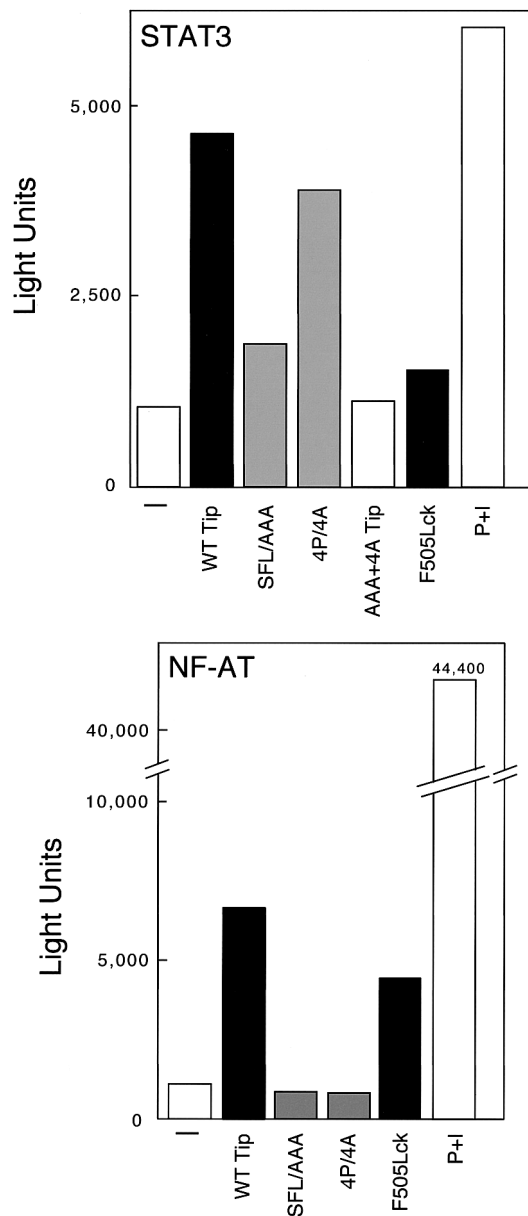 STAT3
Light Units
5,000
2,500
0
—
WT Tip
SFL/AAA
4P/4A
AAA+4A Tip
F505Lck
P+I
NF-AT
44,400
Light Units
40,000
10,000
5,000
0
—
WT Tip
SFL/AAA
4P/4A
F505Lck
P+I